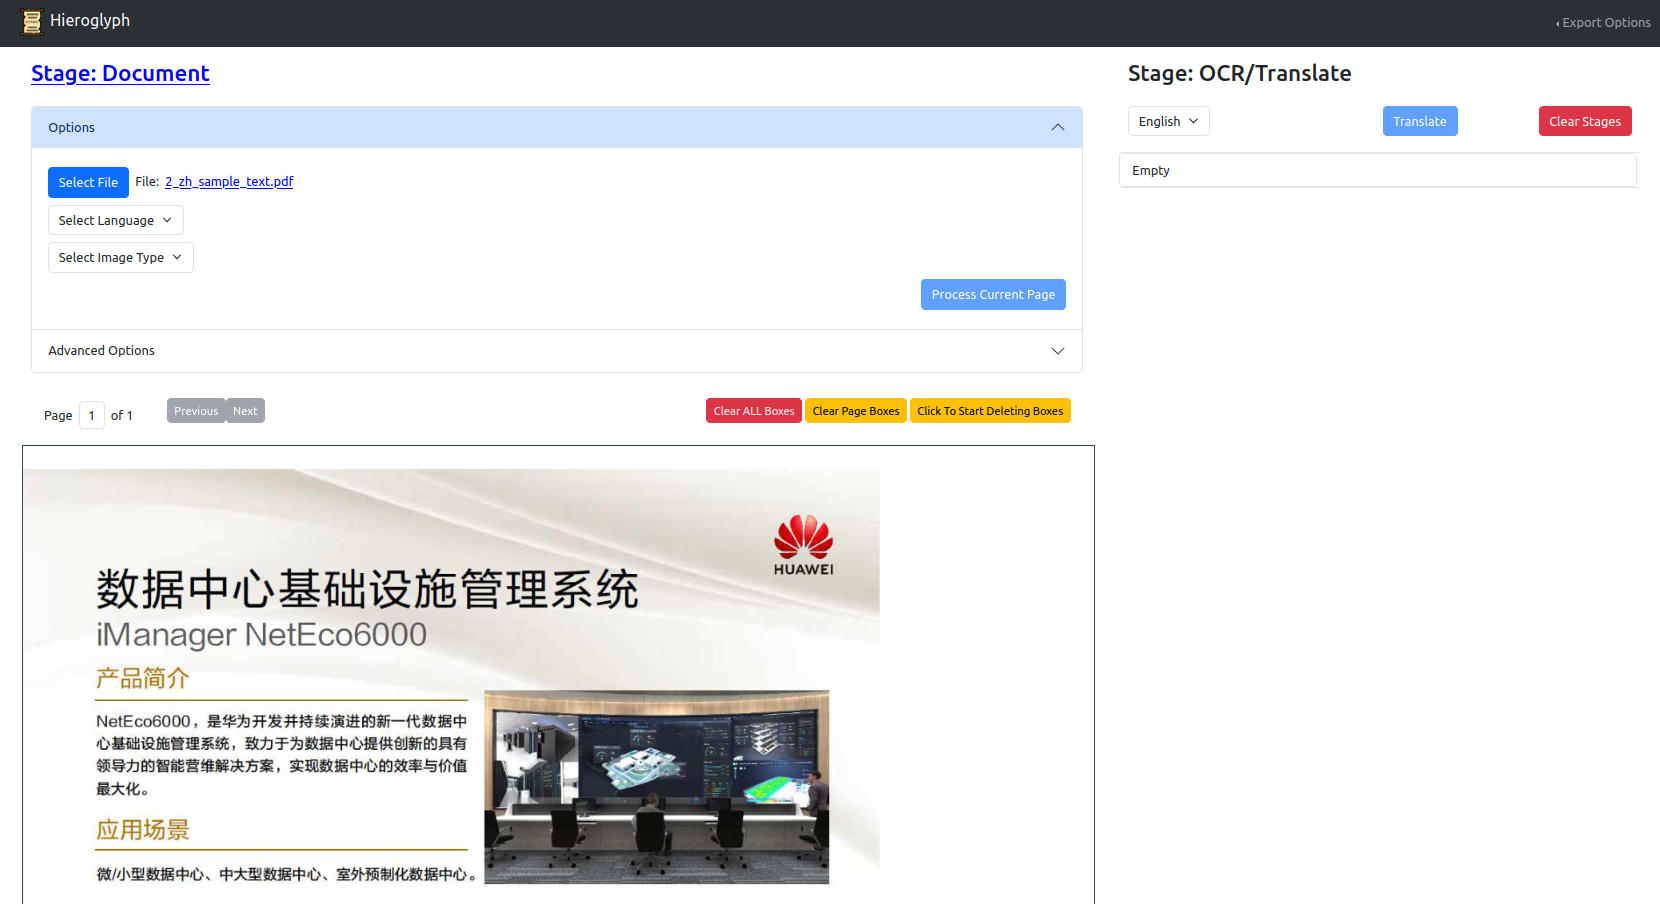 Hieroglyph
Export Options
Stage: Document
Stage: OCR/Translate
Options
English
Translate
Clear Stages
Empty
Select File File: 2_zh_sample_text.pdf
Select Language
Select Image Type
Process Current Page
Advanced Options
Page 1 of 1
Previous
Next
Clear ALL Boxes
Clear Page Boxes
Click To Start Deleting Boxes
HUAWEI
数据中心基础设施管理系统
iManager NetEco6000
产品简介
NetEco6000，是华为开发并持续演进的新一代数据中
心基础设施管理系统，致力于为数据中心提供创新的具有
领导力的智能营维解决方案，实现数据中心的效率与价值
最大化。
应用场景
微/小型数据中心、中大型数据中心、室外预制化数据中心。